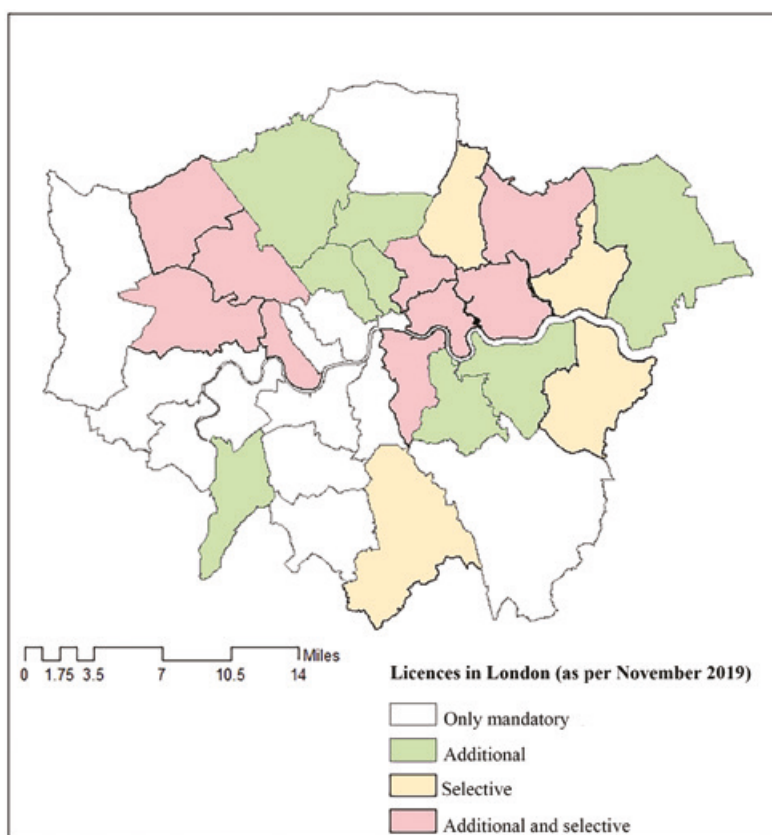 Miles
0 1.75 3.5 7 10.5 14
Licences in London (as per November 2019)
Only mandatory
Additional
Selective
Additional and selective